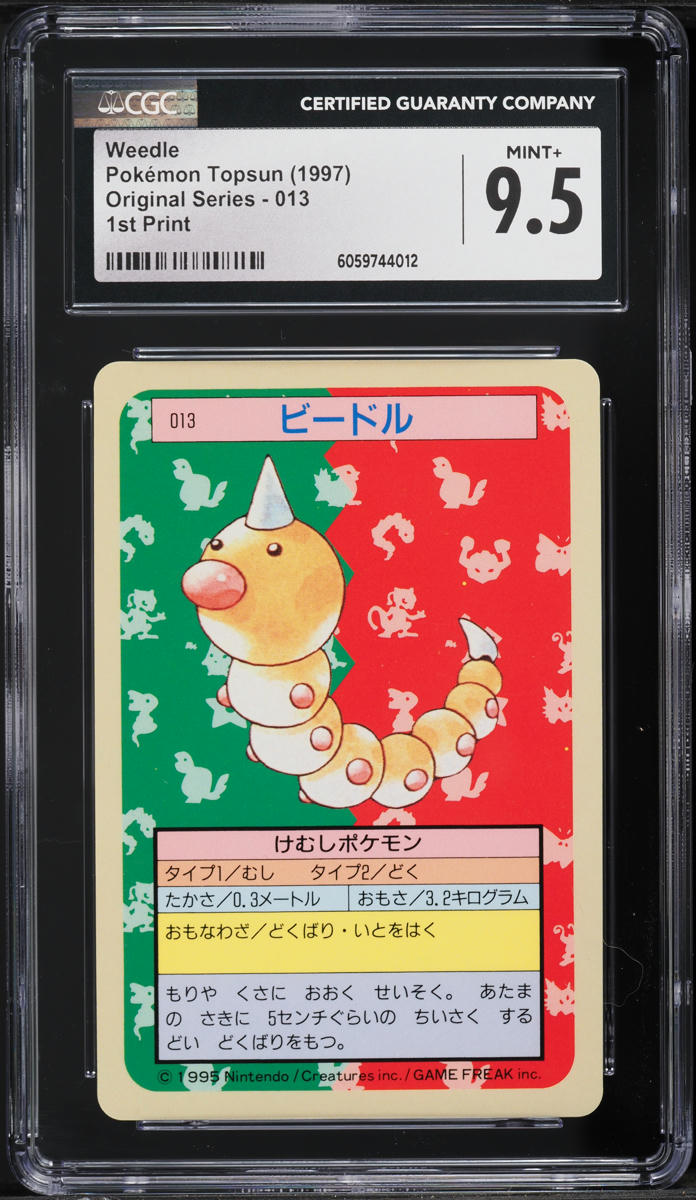 CGC
CERTIFIED GUARANTY COMPANY
Weedle
Pokémon Topsun (1997)
Original Series - 013
1st Print
MINT+
9.5
6059744012
013
ビードル
けむしポケモン
タイプ1/むし タイプ2/どく
たかさ/0.3メートル おもさ/3.2キログラム
おもなわざ/どくばり・いとをはく
もりや くさに おおく せいそく。 あたま
の さきに 5センチぐらいの ちいさく する
どい どくばりをもつ。
© 1995 Nintendo / Creatures inc. / GAME FREAK inc.